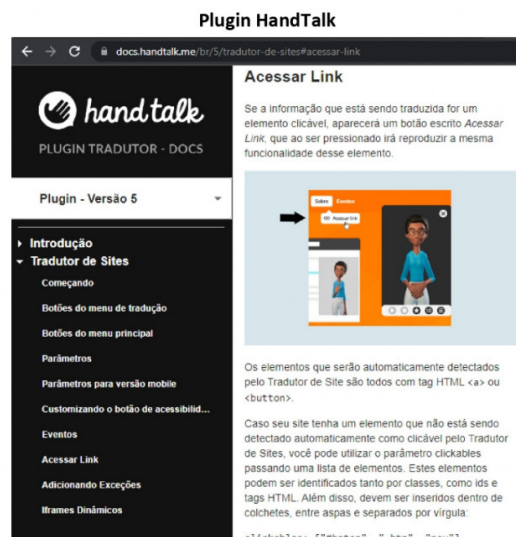 Plugin HandTalk
docs.handtalk.me/br/5/tradutor-de-sites#acessar-link
hand talk
PLUGIN TRADUTOR - DOCS
Plugin - Versão 5
Introdução
Tradutor de Sites
Começando
Botões do menu de tradução
Botões do menu principal
Parâmetros
Parâmetros para versão mobile
Customizando o botão de acessibilid...
Eventos
Acessar Link
Adicionando Exceções
Iframes Dinâmicos
Acessar Link
Se a informação que está sendo traduzida for um
elemento clicável, aparecerá um botão escrito Acessar
Link, que ao ser pressionado irá reproduzir a mesma
funcionalidade desse elemento.
Sobre Eventos
Acessar link
Os elementos que serão automaticamente detectados
pelo Tradutor de Site são todos com tag HTML <a> ou
<button>.
Caso seu site tenha um elemento que não está sendo
detectado automaticamente como clicável pelo Tradutor
de Sites, você pode utilizar o parâmetro clickables
passando uma lista de elementos. Estes elementos
podem ser identificados tanto por classes, como ids e
tags HTML. Além disso, devem ser inseridos dentro de
colchetes, entre aspas e separados por vírgula: